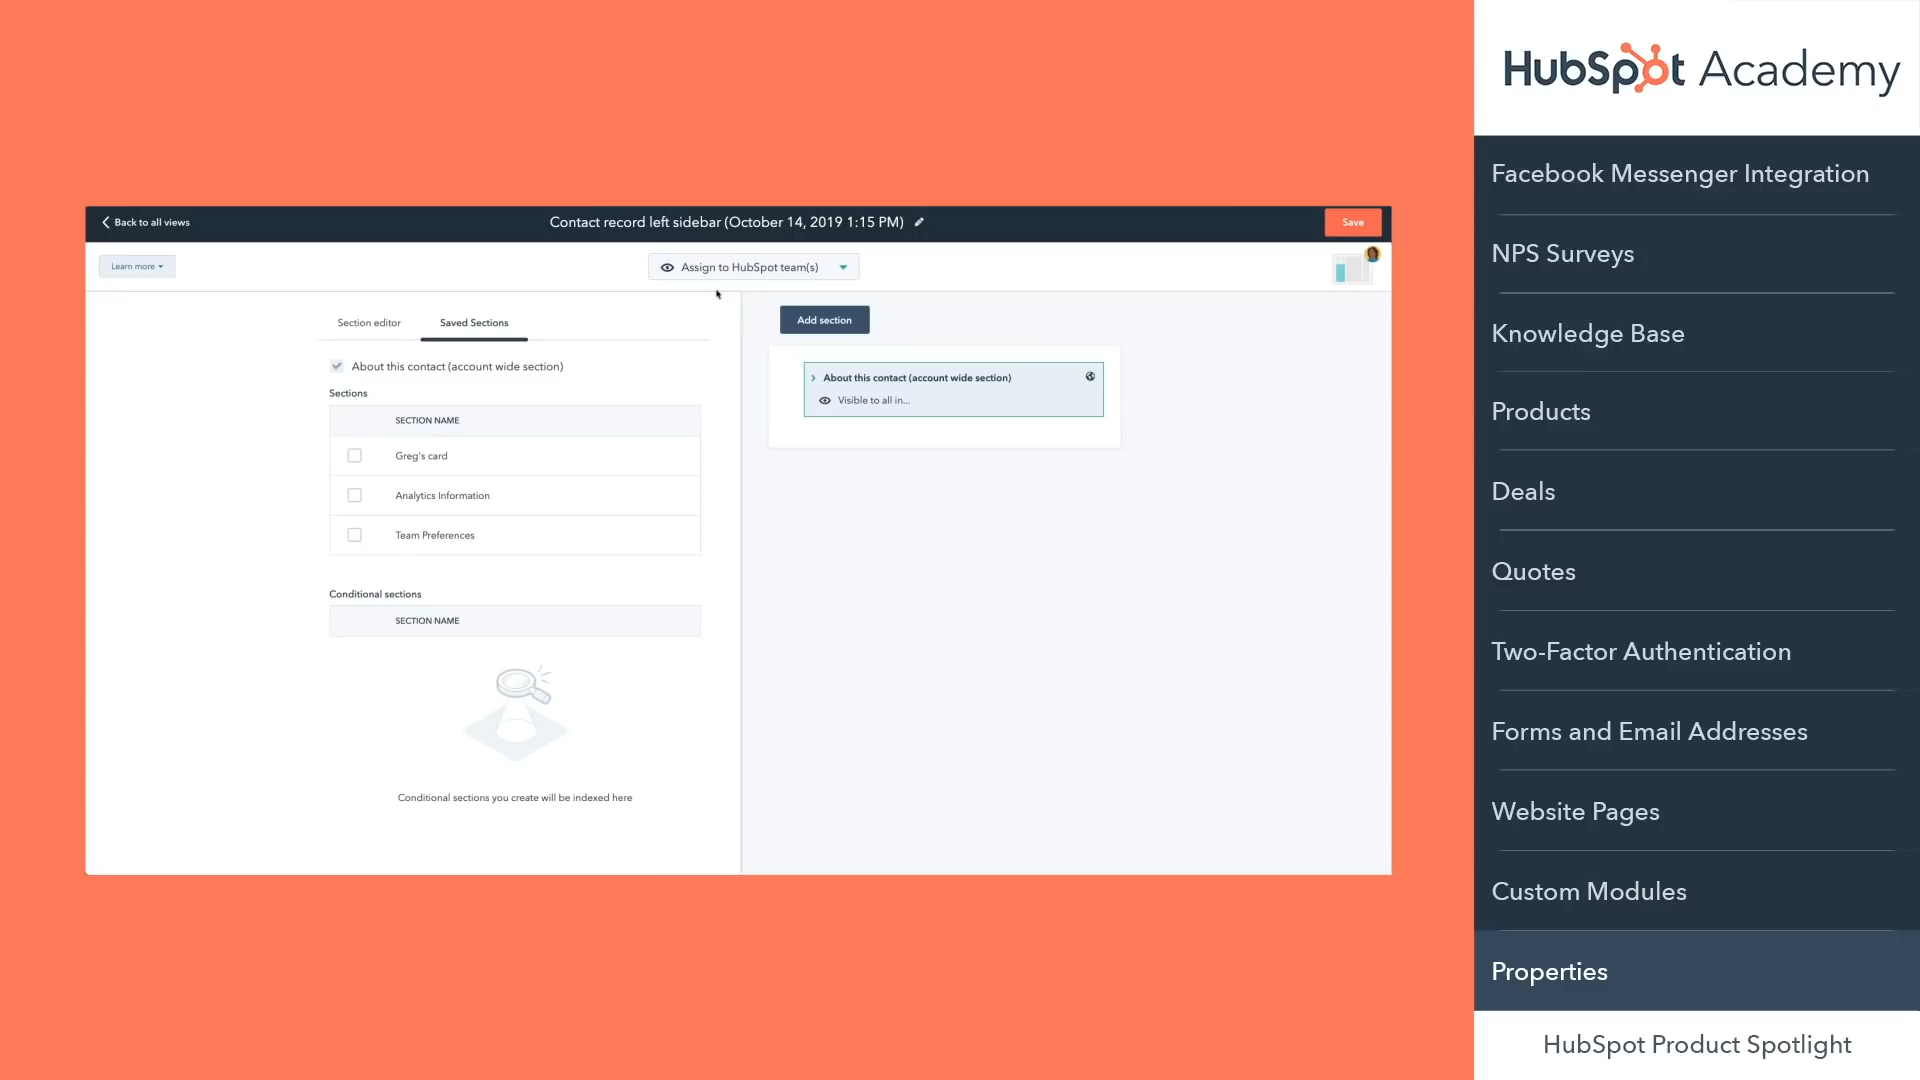 Back to all views
Contact record left sidebar (October 14, 2019 1:15 PM)
Save
Learn more
Assign to HubSpot team(s)
Section editor
Saved Sections
About this contact (account wide section)
Sections
SECTION NAME
Greg's card
Analytics Information
Team Preferences
Conditional sections
SECTION NAME
Conditional sections you create will be indexed here
Add section
About this contact (account wide section)
Visible to all in...
HubSpot Academy
Facebook Messenger Integration
NPS Surveys
Knowledge Base
Products
Deals
Quotes
Two-Factor Authentication
Forms and Email Addresses
Website Pages
Custom Modules
Properties
HubSpot Product Spotlight